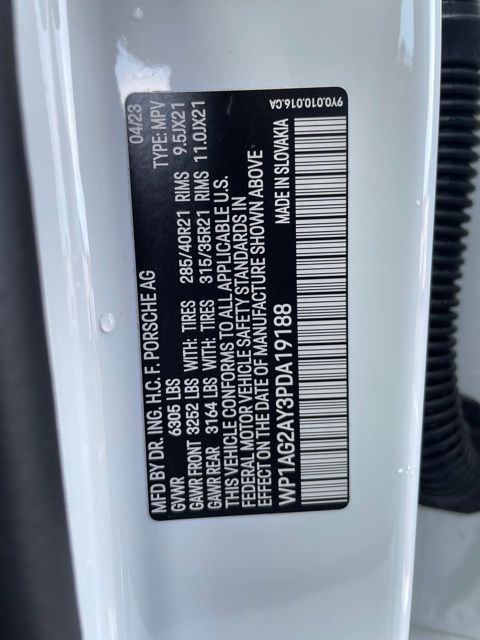 MFD BY DR. ING. H.C. F. PORSCHE AG 04/23
GVWR 6305 LBS TYPE: MPV
GAWR FRONT 3252 LBS WITH: TIRES 285/40R21 RIMS 9.5JX21
GAWR REAR 3164 LBS WITH: TIRES 315/35R21 RIMS 11.0JX21
THIS VEHICLE CONFORMS TO ALL APPLICABLE U.S.
FEDERAL MOTOR VEHICLE SAFETY STANDARDS IN
EFFECT ON THE DATE OF MANUFACTURE SHOWN ABOVE
WP1AG2AY3PDA19188 MADE IN SLOVAKIA
9Y0.010.016.CA